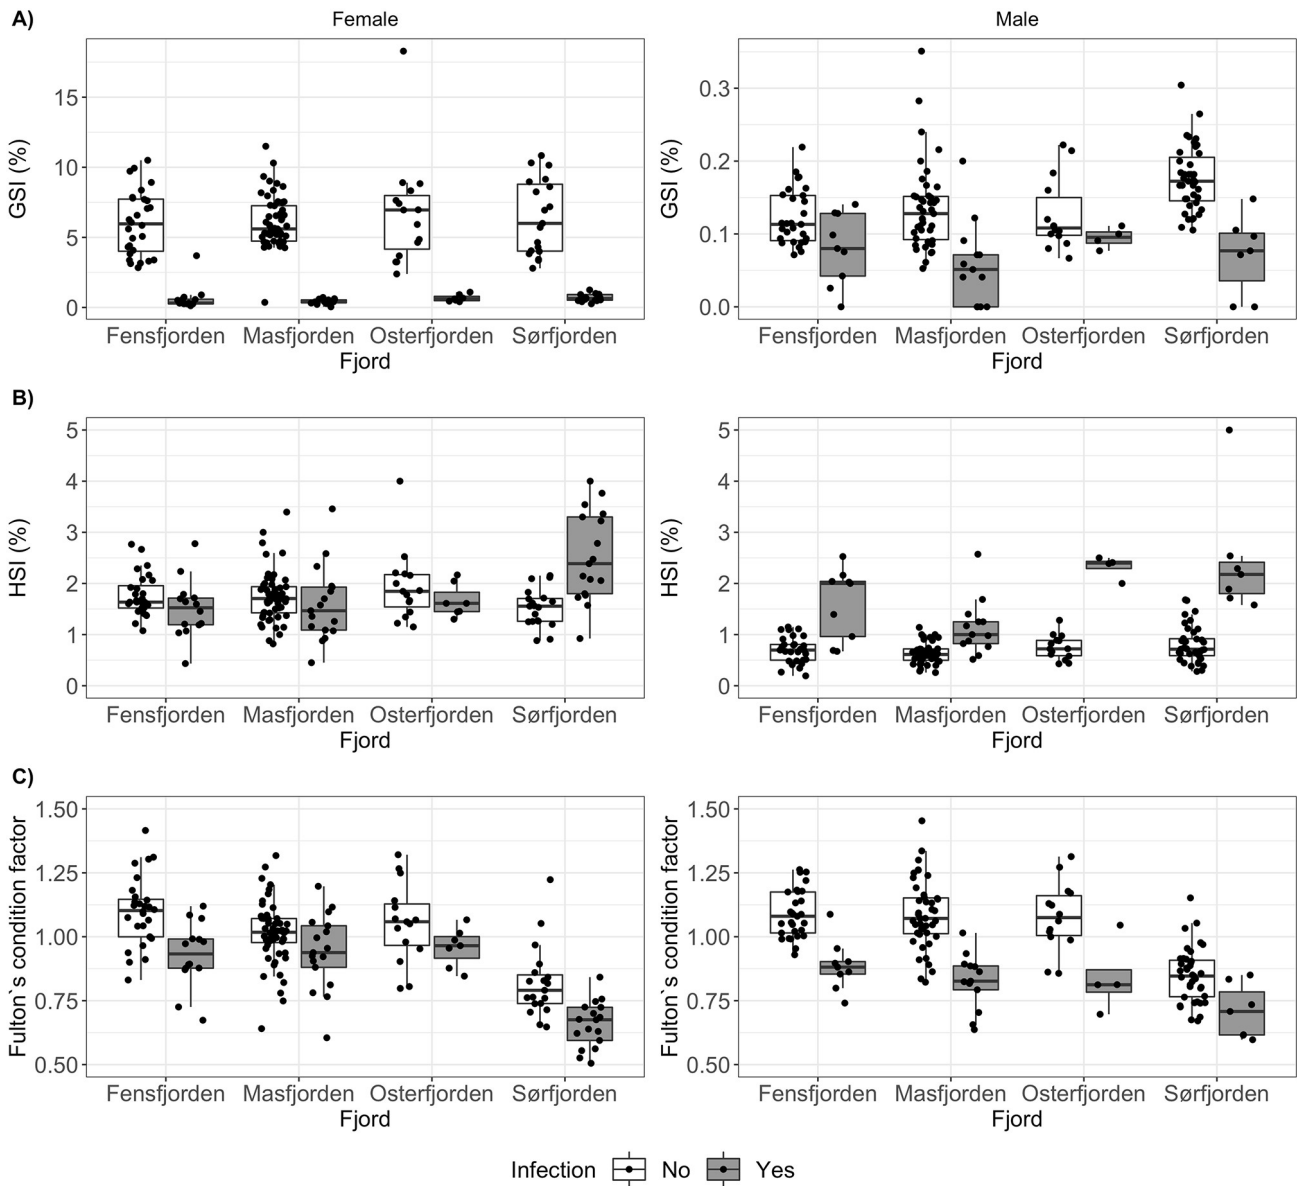 A) Female Male
GSI (%) 15 10 5 0
Fensfjorden Masfjorden Osterfjorden Sørfjorden
Fjord
GSI (%) 0.3 0.2 0.1 0.0
Fensfjorden Masfjorden Osterfjorden Sørfjorden
Fjord
B)
HSI (%) 5 4 3 2 1 0
Fensfjorden Masfjorden Osterfjorden Sørfjorden
Fjord
HSI (%) 5 4 3 2 1 0
Fensfjorden Masfjorden Osterfjorden Sørfjorden
Fjord
C)
Fulton`s condition factor 1.50 1.25 1.00 0.75 0.50
Fensfjorden Masfjorden Osterfjorden Sørfjorden
Fjord
Fulton`s condition factor 1.50 1.25 1.00 0.75 0.50
Fensfjorden Masfjorden Osterfjorden Sørfjorden
Fjord
Infection No Yes